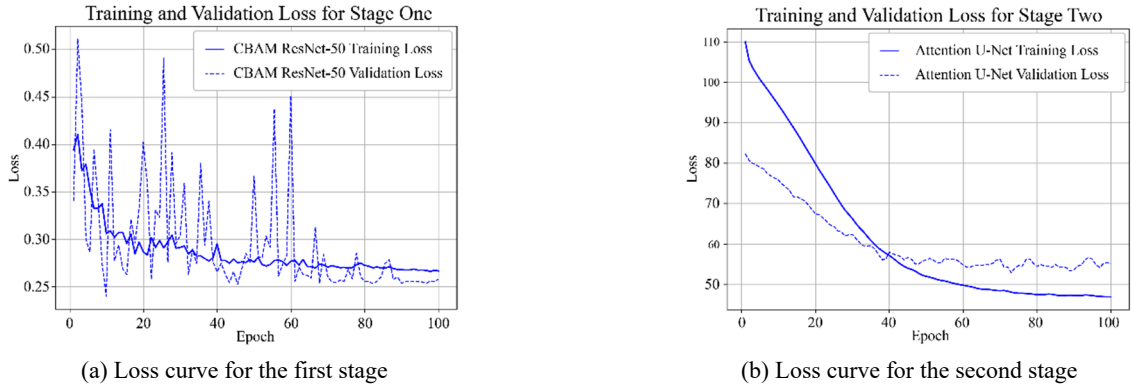 Training and Validation Loss for Stage One
CBAM ResNet-50 Training Loss
CBAM ResNet-50 Validation Loss
0.50
0.45
0.40
0.35
0.30
0.25
Loss
0 20 40 60 80 100
Epoch
(a) Loss curve for the first stage
Training and Validation Loss for Stage Two
Attention U-Net Training Loss
Attention U-Net Validation Loss
110
100
90
80
70
60
50
Loss
0 20 40 60 80 100
Epoch
(b) Loss curve for the second stage